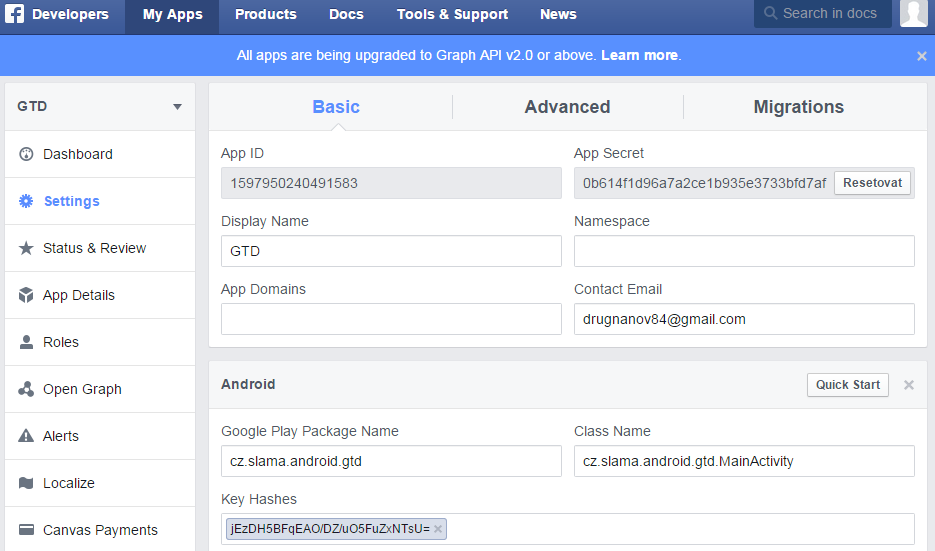 Developers My Apps Products Docs Tools & Support News Search in docs
All apps are being upgraded to Graph API v2.0 or above. Learn more.
GTD
Dashboard
Settings
Status & Review
App Details
Roles
Open Graph
Alerts
Localize
Canvas Payments
Basic Advanced Migrations
App ID App Secret
1597950240491583 0b614f1d96a7a2ce1b935e3733bfd7af Resetovat
Display Name Namespace
GTD
App Domains Contact Email
drugnanov84@gmail.com
Android Quick Start
Google Play Package Name Class Name
cz.slama.android.gtd cz.slama.android.gtd.MainActivity
Key Hashes
jEzDH5BFqEAO/DZ/uO5FuZxNTsU=